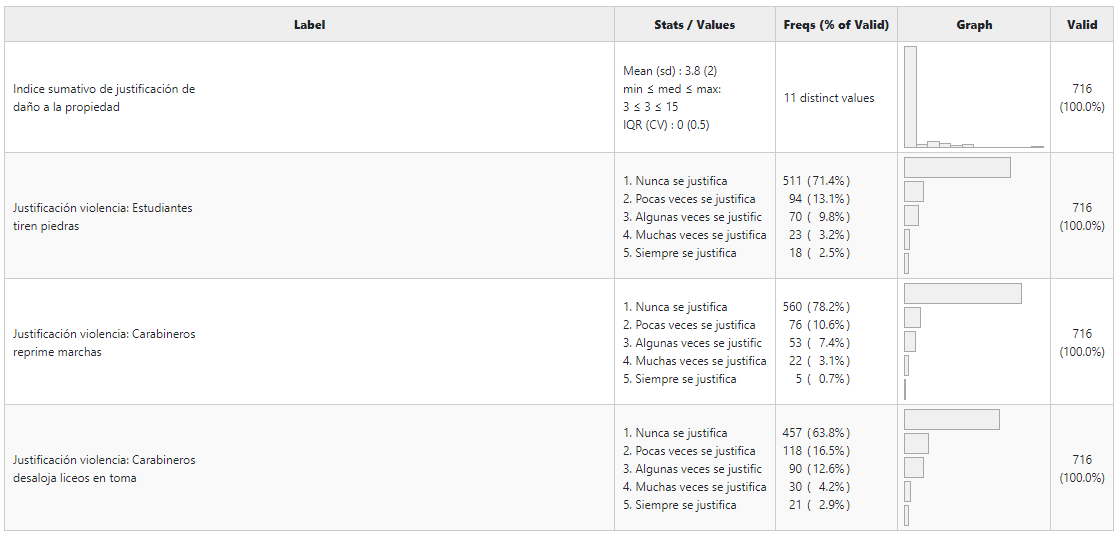 Label Stats / Values Freqs (% of Valid) Graph Valid
Indice sumativo de justificación de
daño a la propiedad
Mean (sd) : 3.8 (2)
min ≤ med ≤ max:
3 ≤ 3 ≤ 15
IQR (CV) : 0 (0.5)
11 distinct values
716
(100.0%)
Justificación violencia: Estudiantes
tiren piedras
1. Nunca se justifica 511 (71.4%)
2. Pocas veces se justifica 94 (13.1%)
3. Algunas veces se justific 70 ( 9.8%)
4. Muchas veces se justifica 23 ( 3.2%)
5. Siempre se justifica 18 ( 2.5%)
716
(100.0%)
Justificación violencia: Carabineros
reprime marchas
1. Nunca se justifica 560 (78.2%)
2. Pocas veces se justifica 76 (10.6%)
3. Algunas veces se justific 53 ( 7.4%)
4. Muchas veces se justifica 22 ( 3.1%)
5. Siempre se justifica 5 ( 0.7%)
716
(100.0%)
Justificación violencia: Carabineros
desaloja liceos en toma
1. Nunca se justifica 457 (63.8%)
2. Pocas veces se justifica 118 (16.5%)
3. Algunas veces se justific 90 (12.6%)
4. Muchas veces se justifica 30 ( 4.2%)
5. Siempre se justifica 21 ( 2.9%)
716
(100.0%)